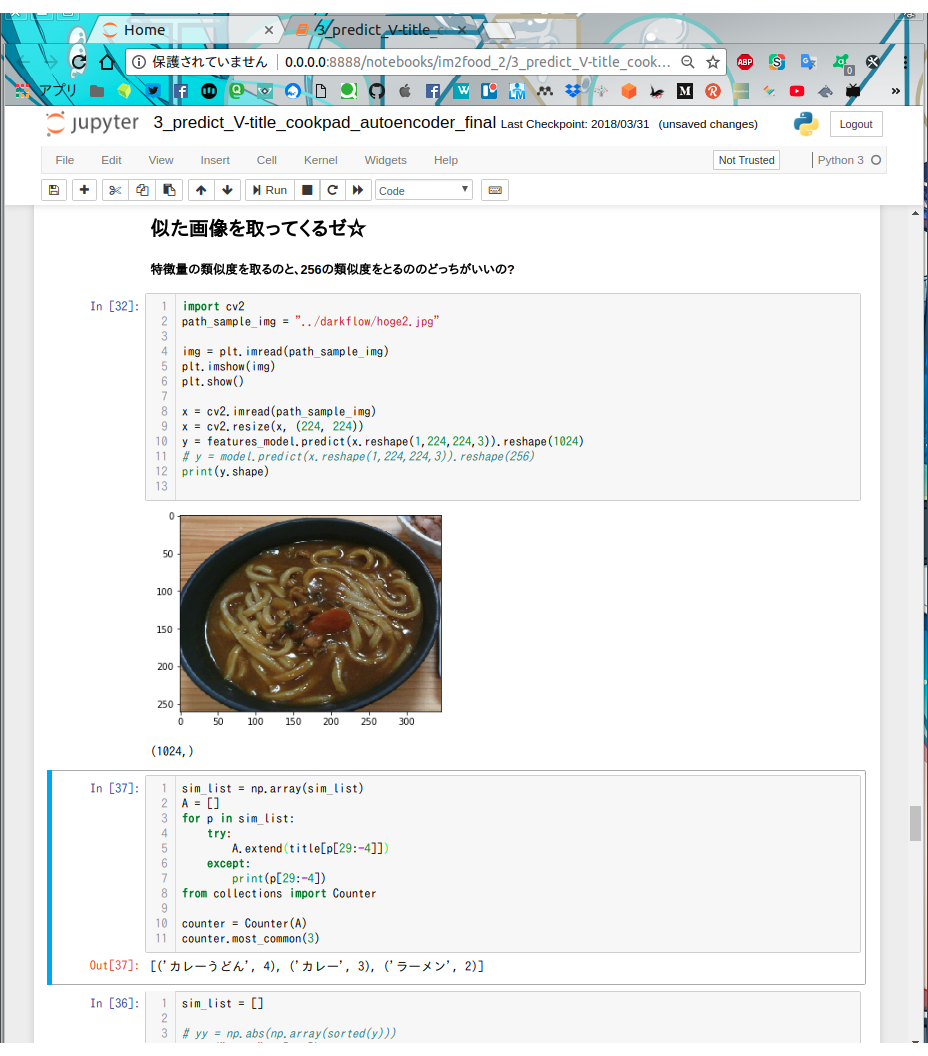 Home ×
3_predict_V-title_c ×
保護されていません 0.0.0.0:8888/notebooks/im2food_2/3_predict_V-title_cook...
アプリ »
jupyter 3_predict_V-title_cookpad_autoencoder_final Last Checkpoint: 2018/03/31 (unsaved changes) Logout
File Edit View Insert Cell Kernel Widgets Help Not Trusted Python 3
Run Code
似た画像を取ってくるゼ☆
特徴量の類似度を取るのと、256の類似度をとるののどっちがいいの?
In [32]:
1 import cv2
2 path_sample_img = "../darkflow/hoge2.jpg"
3
4 img = plt.imread(path_sample_img)
5 plt.imshow(img)
6 plt.show()
7
8 x = cv2.imread(path_sample_img)
9 x = cv2.resize(x, (224, 224))
10 y = features_model.predict(x.reshape(1,224,224,3)).reshape(1024)
11 # y = model.predict(x.reshape(1,224,224,3)).reshape(256)
12 print(y.shape)
13
0
50
100
150
200
250
0 50 100 150 200 250 300
(1024,)
In [37]:
1 sim_list = np.array(sim_list)
2 A = []
3 for p in sim_list:
4 try:
5 A.extend(title[p[29:-4]])
6 except:
7 print(p[29:-4])
8 from collections import Counter
9
10 counter = Counter(A)
11 counter.most_common(3)
Out[37]: [('カレーうどん', 4), ('カレー', 3), ('ラーメン', 2)]
In [36]:
1 sim_list = []
2
3 # yy = np.abs(np.array(sorted(y)))